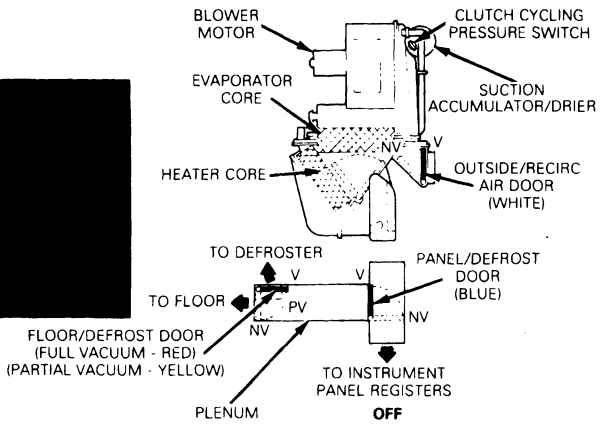 BLOWER
MOTOR
CLUTCH CYCLING
PRESSURE SWITCH
EVAPORATOR
CORE
SUCTION
ACCUMULATOR/DRIER
NV
V
HEATER CORE
OUTSIDE/RECIRC
AIR DOOR
(WHITE)
TO DEFROSTER
V
V
PANEL/DEFROST
DOOR
(BLUE)
TO FLOOR
PV
NV
NV
FLOOR/DEFROST DOOR
(FULL VACUUM - RED)
(PARTIAL VACUUM - YELLOW)
TO INSTRUMENT
PANEL REGISTERS
PLENUM
OFF